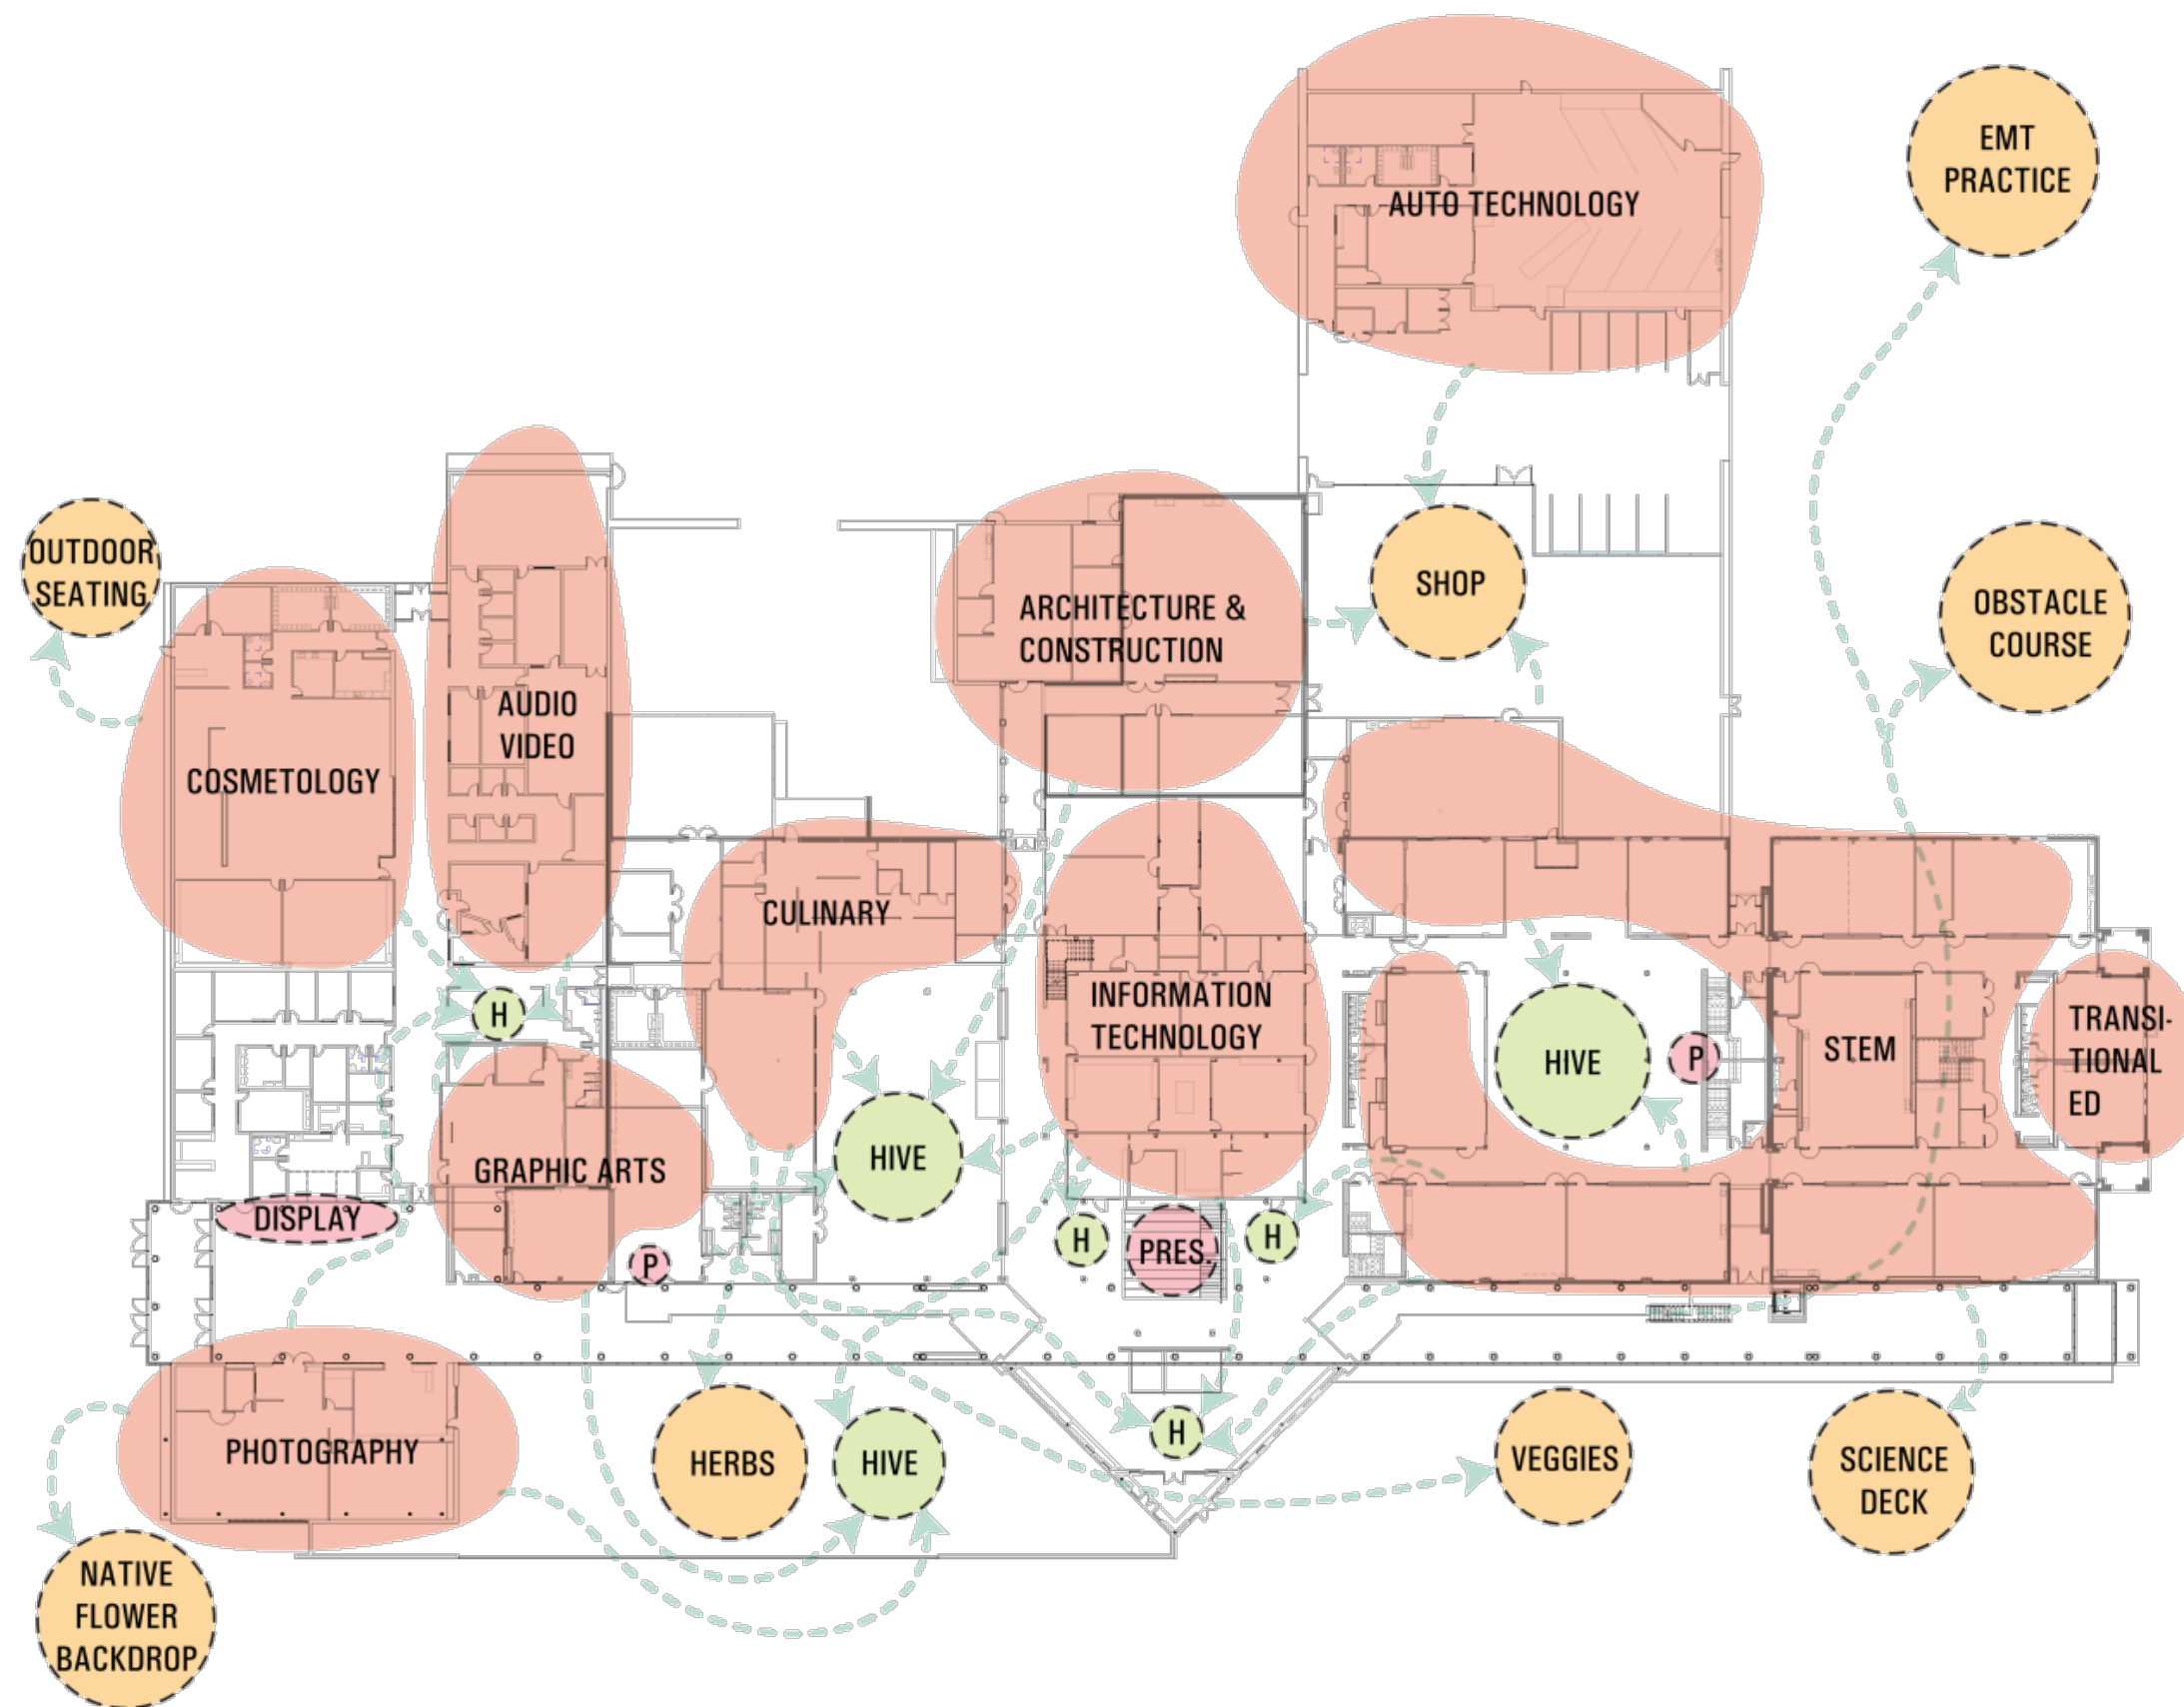 EMT
PRACTICE
AUTO TECHNOLOGY
OUTDOOR
SEATING
SHOP
ARCHITECTURE &
CONSTRUCTION
OBSTACLE
COURSE
AUDIO
VIDEO
COSMETOLOGY
CULINARY
H
INFORMATION
TECHNOLOGY
HIVE
P
STEM
TRANSI-
TIONAL
ED
GRAPHIC ARTS
HIVE
DISPLAY
P
H
PRES.
H
PHOTOGRAPHY
HERBS
HIVE
H
VEGGIES
SCIENCE
DECK
NATIVE
FLOWER
BACKDROP